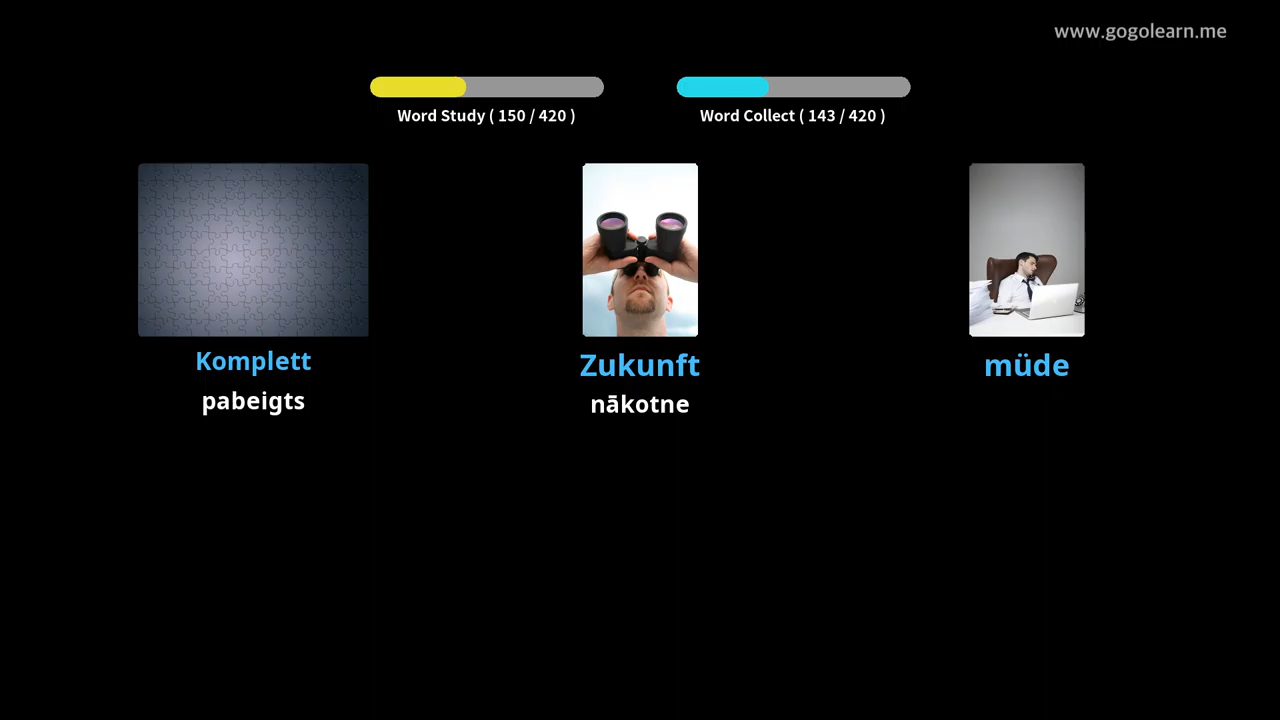 www.gogolearn.me
Word Study ( 150 / 420 )
Word Collect ( 143 / 420 )
Komplett
pabeigts
Zukunft
nākotne
müde